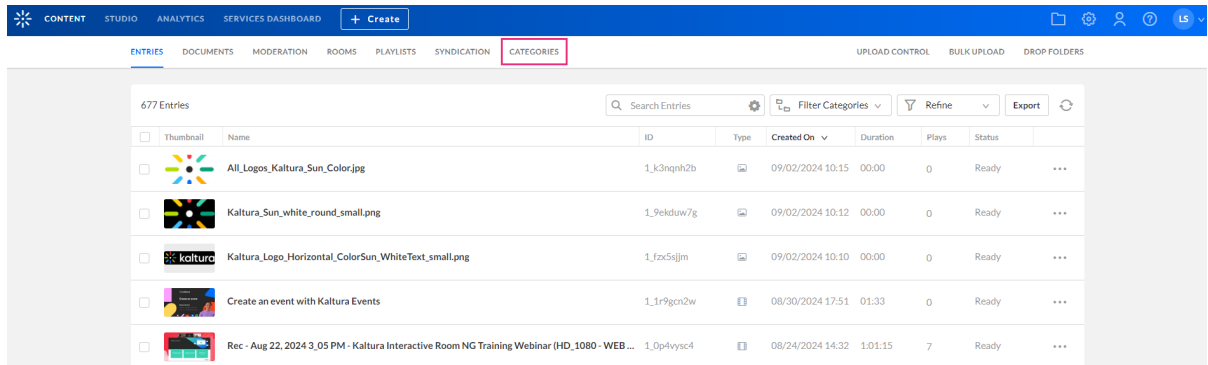 CONTENT STUDIO ANALYTICS SERVICES DASHBOARD + Create LS
ENTRIES DOCUMENTS MODERATION ROOMS PLAYLISTS SYNDICATION CATEGORIES UPLOAD CONTROL BULK UPLOAD DROP FOLDERS
677 Entries Search Entries Filter Categories Refine Export
Thumbnail Name ID Type Created On Duration Plays Status
All_Logos_Kaltura_Sun_Color.jpg 1_k3nqnh2b 09/02/2024 10:15 00:00 0 Ready
Kaltura_Sun_white_round_small.png 1_9ekduw7g 09/02/2024 10:12 00:00 0 Ready
kaltura Kaltura_Logo_Horizontal_ColorSun_WhiteText_small.png 1_fzx5sjjm 09/02/2024 10:10 00:00 0 Ready
Create an event with Kaltura Events 1_1r9gcn2w 08/30/2024 17:51 01:33 0 Ready
Rec - Aug 22, 2024 3_05 PM - Kaltura Interactive Room NG Training Webinar (HD_1080 - WEB ... 1_0p4vysc4 08/24/2024 14:32 1:01:15 7 Ready